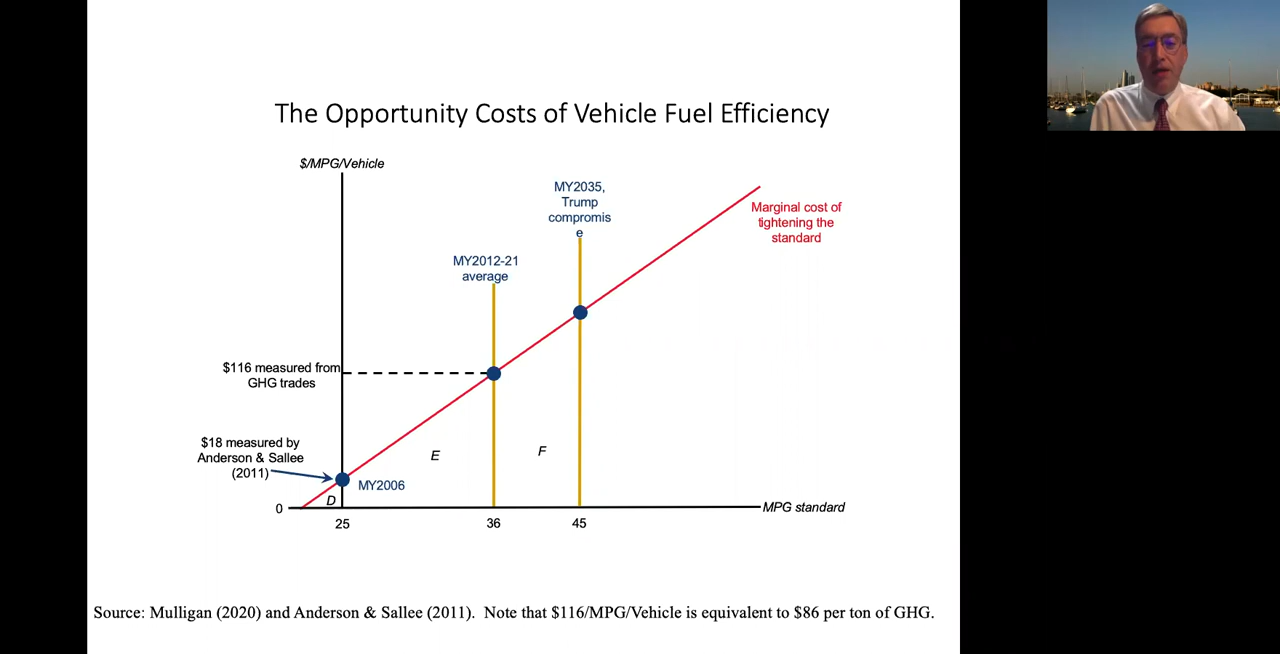 The Opportunity Costs of Vehicle Fuel Efficiency
$/MPG/Vehicle
MY2035,
Trump
compromis
e
Marginal cost of
tightening the
standard
MY2012-21
average
$116 measured from
GHG trades
$18 measured by
Anderson & Sallee
(2011)
E
F
MY2006
D
0
MPG standard
25
36
45
Source: Mulligan (2020) and Anderson & Sallee (2011). Note that $116/MPG/Vehicle is equivalent to $86 per ton of GHG.